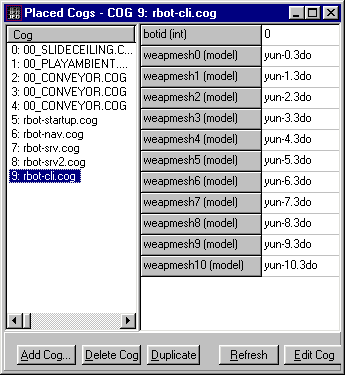 Placed Cogs - COG 9: rbot-cli.cog
Cog
0: 00_SLIDECEILING.C...
1: 00_PLAYAMBIENT....
2: 00_CONVEYOR.COG
3: 00_CONVEYOR.COG
4: 00_CONVEYOR.COG
5: rbot-startup.cog
6: rbot-nav.cog
7: rbot-srv.cog
8: rbot-srv2.cog
9: rbot-cli.cog
botid (int) 0
weapmesh0 (model) yun-0.3do
weapmesh1 (model) yun-1.3do
weapmesh2 (model) yun-2.3do
weapmesh3 (model) yun-3.3do
weapmesh4 (model) yun-4.3do
weapmesh5 (model) yun-5.3do
weapmesh6 (model) yun-6.3do
weapmesh7 (model) yun-7.3do
weapmesh8 (model) yun-8.3do
weapmesh9 (model) yun-9.3do
weapmesh10 (model) yun-10.3do
Add Cog... Delete Cog Duplicate Refresh Edit Cog